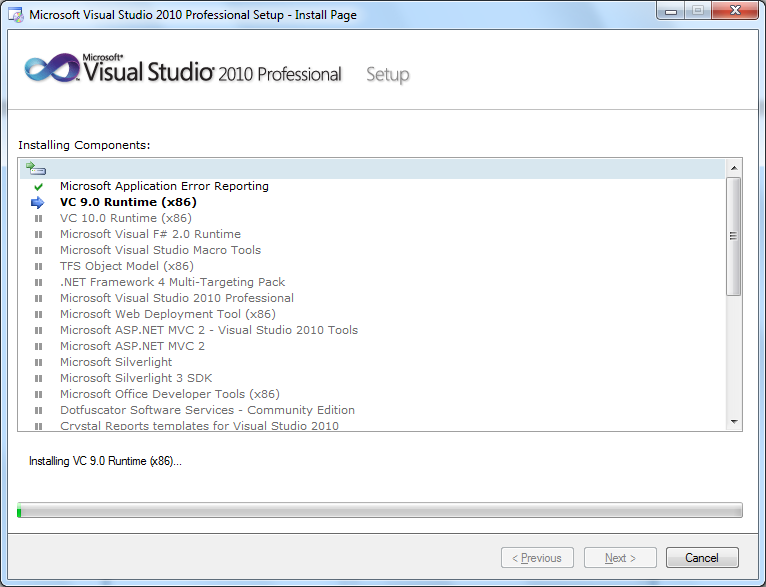 Microsoft Visual Studio 2010 Professional Setup - Install Page
Microsoft®
Visual Studio® 2010 Professional Setup
Installing Components:
Microsoft Application Error Reporting
VC 9.0 Runtime (x86)
VC 10.0 Runtime (x86)
Microsoft Visual F# 2.0 Runtime
Microsoft Visual Studio Macro Tools
TFS Object Model (x86)
.NET Framework 4 Multi-Targeting Pack
Microsoft Visual Studio 2010 Professional
Microsoft Web Deployment Tool (x86)
Microsoft ASP.NET MVC 2 - Visual Studio 2010 Tools
Microsoft ASP.NET MVC 2
Microsoft Silverlight
Microsoft Silverlight 3 SDK
Microsoft Office Developer Tools (x86)
Dotfuscator Software Services - Community Edition
Crystal Reports templates for Visual Studio 2010
Installing VC 9.0 Runtime (x86)...
< Previous Next > Cancel